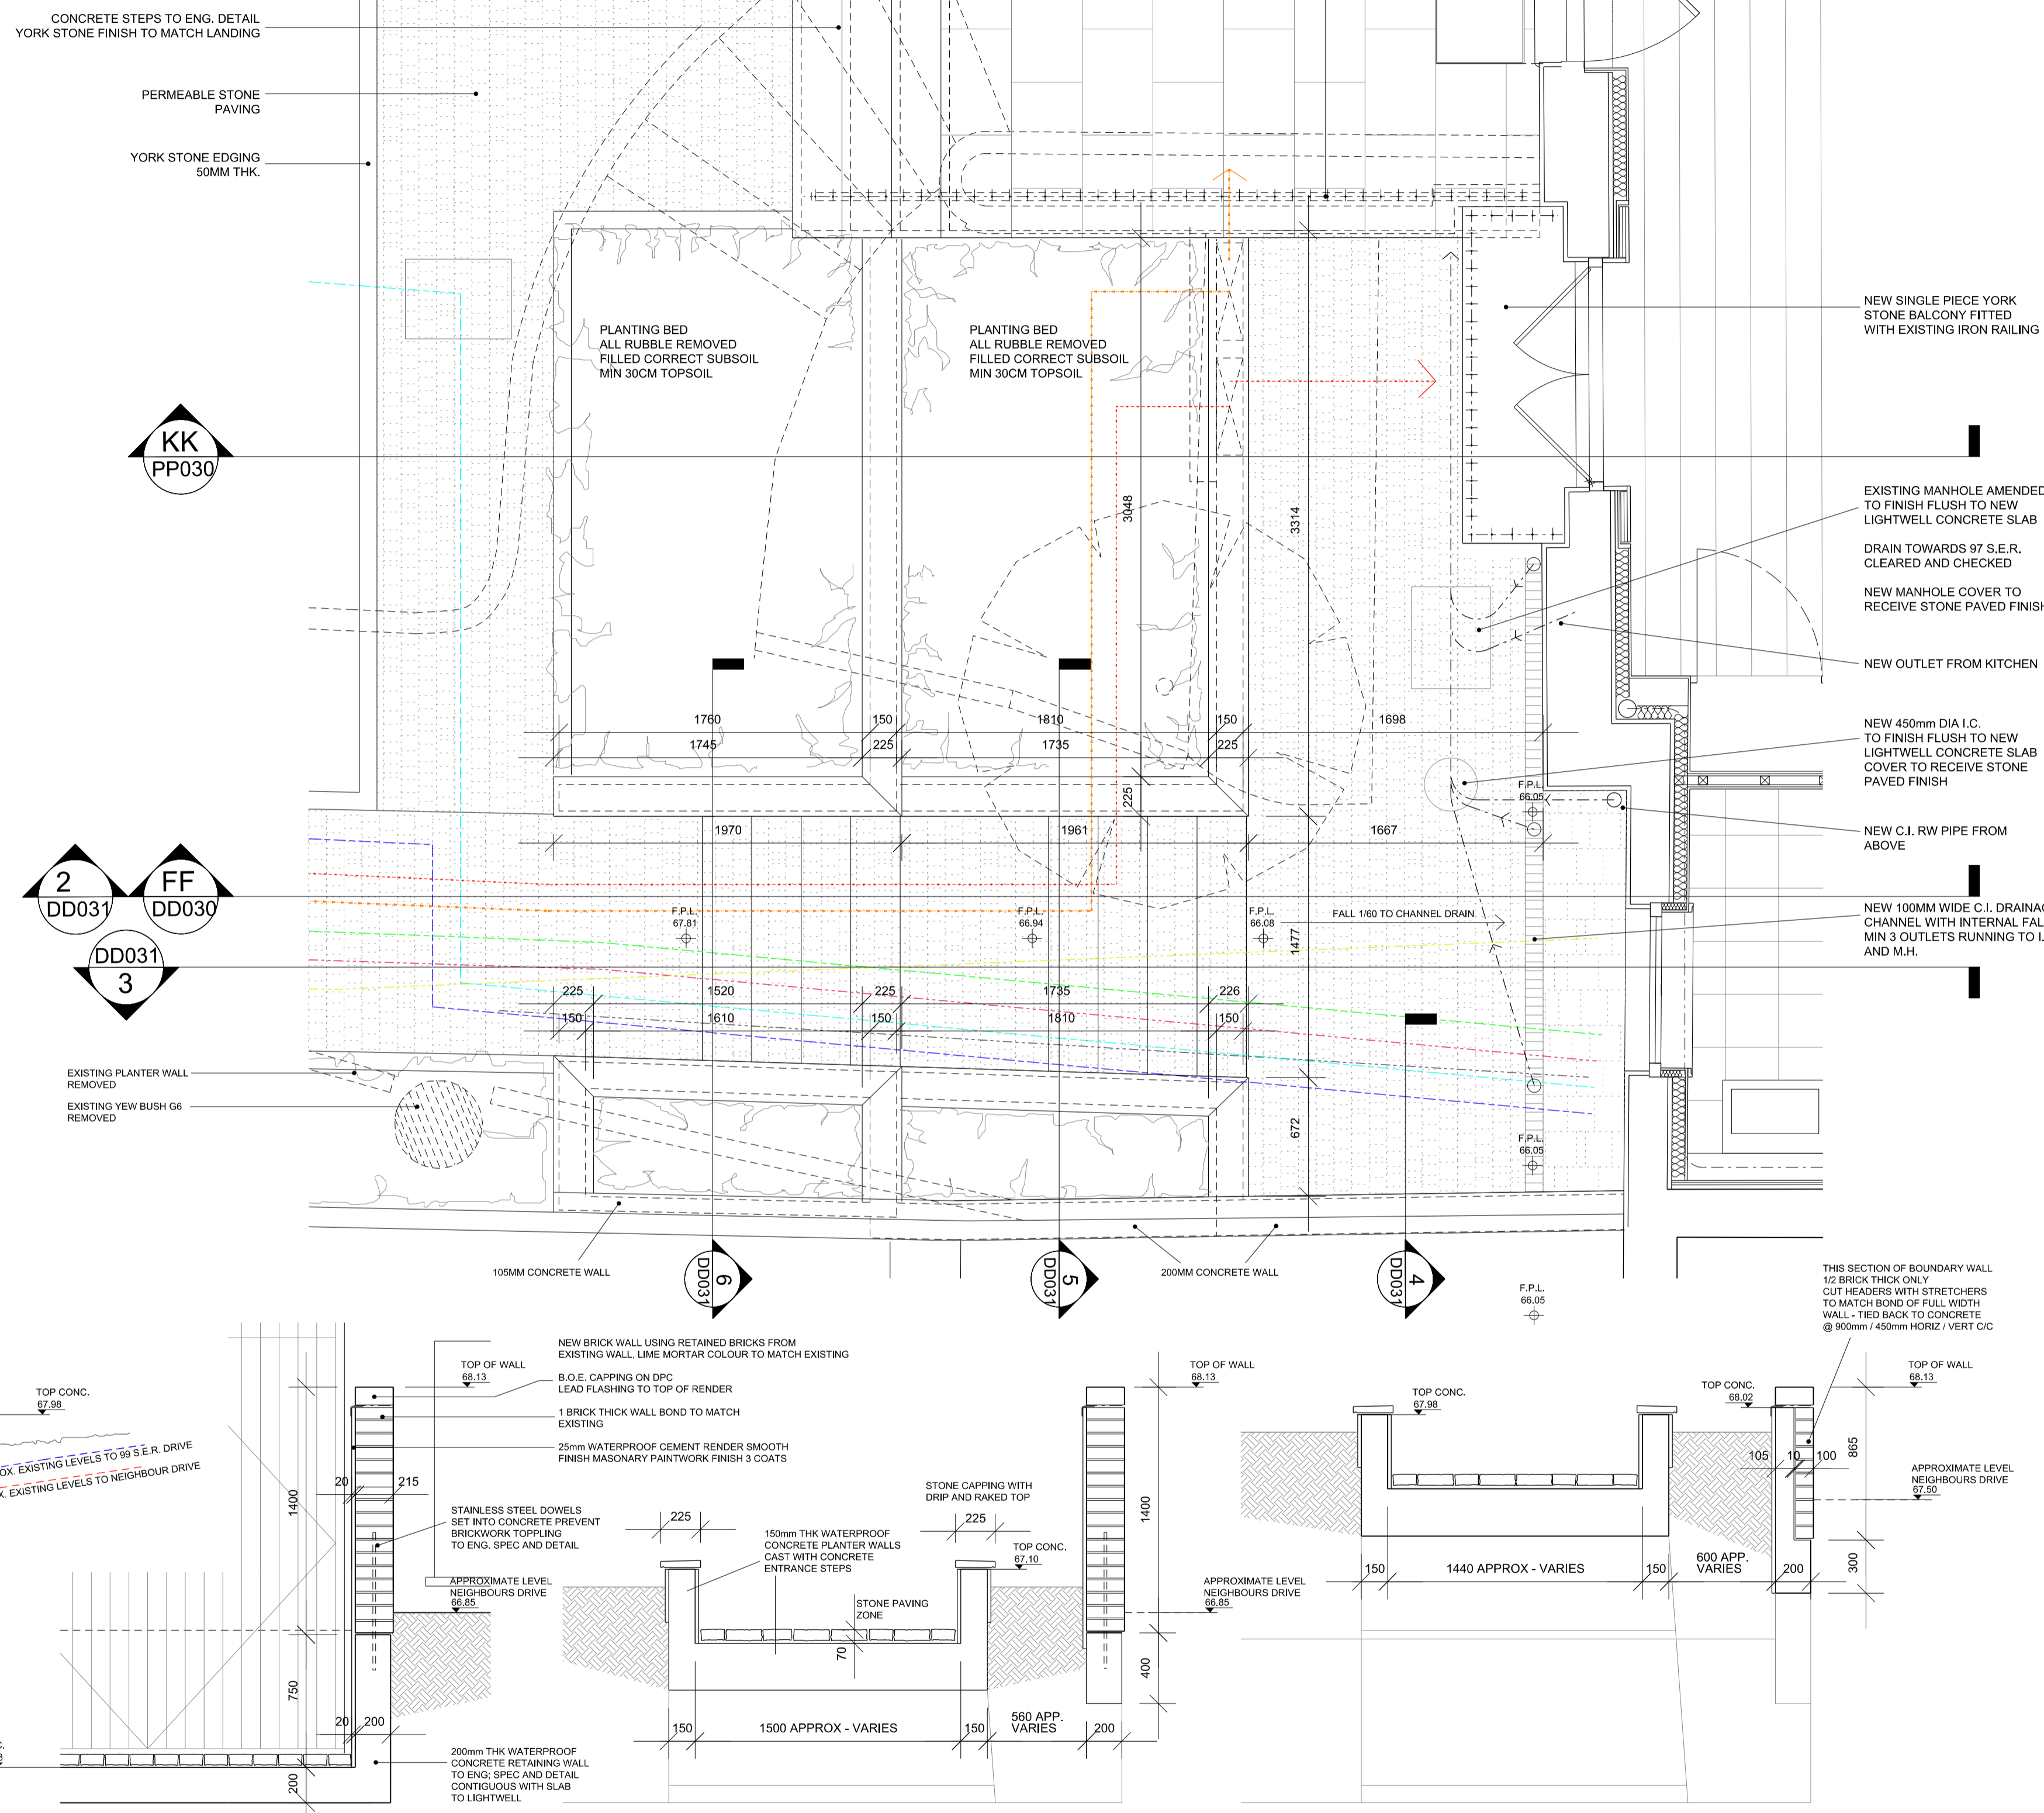 CONCRETE STEPS TO ENG. DETAIL
YORK STONE FINISH TO MATCH LANDING
PERMEABLE STONE
PAVING
YORK STONE EDGING
50MM THK.
PLANTING BED
ALL RUBBLE REMOVED
FILLED CORRECT SUBSOIL
MIN 30CM TOPSOIL
PLANTING BED
ALL RUBBLE REMOVED
FILLED CORRECT SUBSOIL
MIN 30CM TOPSOIL
NEW SINGLE PIECE YORK
STONE BALCONY FITTED
WITH EXISTING IRON RAILING
KK
PP030
3048
3314
EXISTING MANHOLE AMENDED
TO FINISH FLUSH TO NEW
LIGHTWELL CONCRETE SLAB
DRAIN TOWARDS 97 S.E.R.
CLEARED AND CHECKED
NEW MANHOLE COVER TO
RECEIVE STONE PAVED FINISH
NEW OUTLET FROM KITCHEN
1760
150
1810
150
1698
1745
225
1735
225
225
NEW 450mm DIA I.C.
TO FINISH FLUSH TO NEW
LIGHTWELL CONCRETE SLAB
COVER TO RECEIVE STONE
PAVED FINISH
F.P.L.
66.05
1970
1961
1667
NEW C.I. RW PIPE FROM
ABOVE
2
DD031
FF
DD030
DD031
3
F.P.L.
67.81
F.P.L.
66.94
F.P.L.
66.08
FALL 1/60 TO CHANNEL DRAIN
1477
NEW 100MM WIDE C.I. DRAINAG
CHANNEL WITH INTERNAL FAL
MIN 3 OUTLETS RUNNING TO I.
AND M.H.
225
1520
225
1735
226
150
1610
150
1810
150
EXISTING PLANTER WALL
REMOVED
EXISTING YEW BUSH G6
REMOVED
672
F.P.L.
66.05
105MM CONCRETE WALL
6
DD031
5
DD031
200MM CONCRETE WALL
4
DD031
F.P.L.
66.05
THIS SECTION OF BOUNDARY WALL
1/2 BRICK THICK ONLY
CUT HEADERS WITH STRETCHERS
TO MATCH BOND OF FULL WIDTH
WALL - TIED BACK TO CONCRETE
@ 900mm / 450mm HORIZ / VERT C/C
TOP CONC.
67.98
OX. EXISTING LEVELS TO 99 S.E.R. DRIVE
X. EXISTING LEVELS TO NEIGHBOUR DRIVE
NEW BRICK WALL USING RETAINED BRICKS FROM
EXISTING WALL, LIME MORTAR COLOUR TO MATCH EXISTING
TOP OF WALL
68.13
B.O.E. CAPPING ON DPC
LEAD FLASHING TO TOP OF RENDER
1 BRICK THICK WALL BOND TO MATCH
EXISTING
25mm WATERPROOF CEMENT RENDER SMOOTH
FINISH MASONARY PAINTWORK FINISH 3 COATS
20
215
1400
STAINLESS STEEL DOWELS
SET INTO CONCRETE PREVENT
BRICKWORK TOPPLING
TO ENG. SPEC AND DETAIL
APPROXIMATE LEVEL
NEIGHBOURS DRIVE
66.85
750
20
200
200
200mm THK WATERPROOF
CONCRETE RETAINING WALL
TO ENG; SPEC AND DETAIL
CONTIGUOUS WITH SLAB
TO LIGHTWELL
225
150mm THK WATERPROOF
CONCRETE PLANTER WALLS
CAST WITH CONCRETE
ENTRANCE STEPS
STONE CAPPING WITH
DRIP AND RAKED TOP
225
TOP CONC.
67.10
STONE PAVING
ZONE
70
150
1500 APPROX - VARIES
150
560 APP.
VARIES
200
TOP OF WALL
68.13
1400
APPROXIMATE LEVEL
NEIGHBOURS DRIVE
66.85
400
TOP CONC.
67.98
TOP CONC.
68.02
TOP OF WALL
68.13
105
10
100
865
APPROXIMATE LEVEL
NEIGHBOURS DRIVE
67.50
150
1440 APPROX - VARIES
150
600 APP.
VARIES
200
300